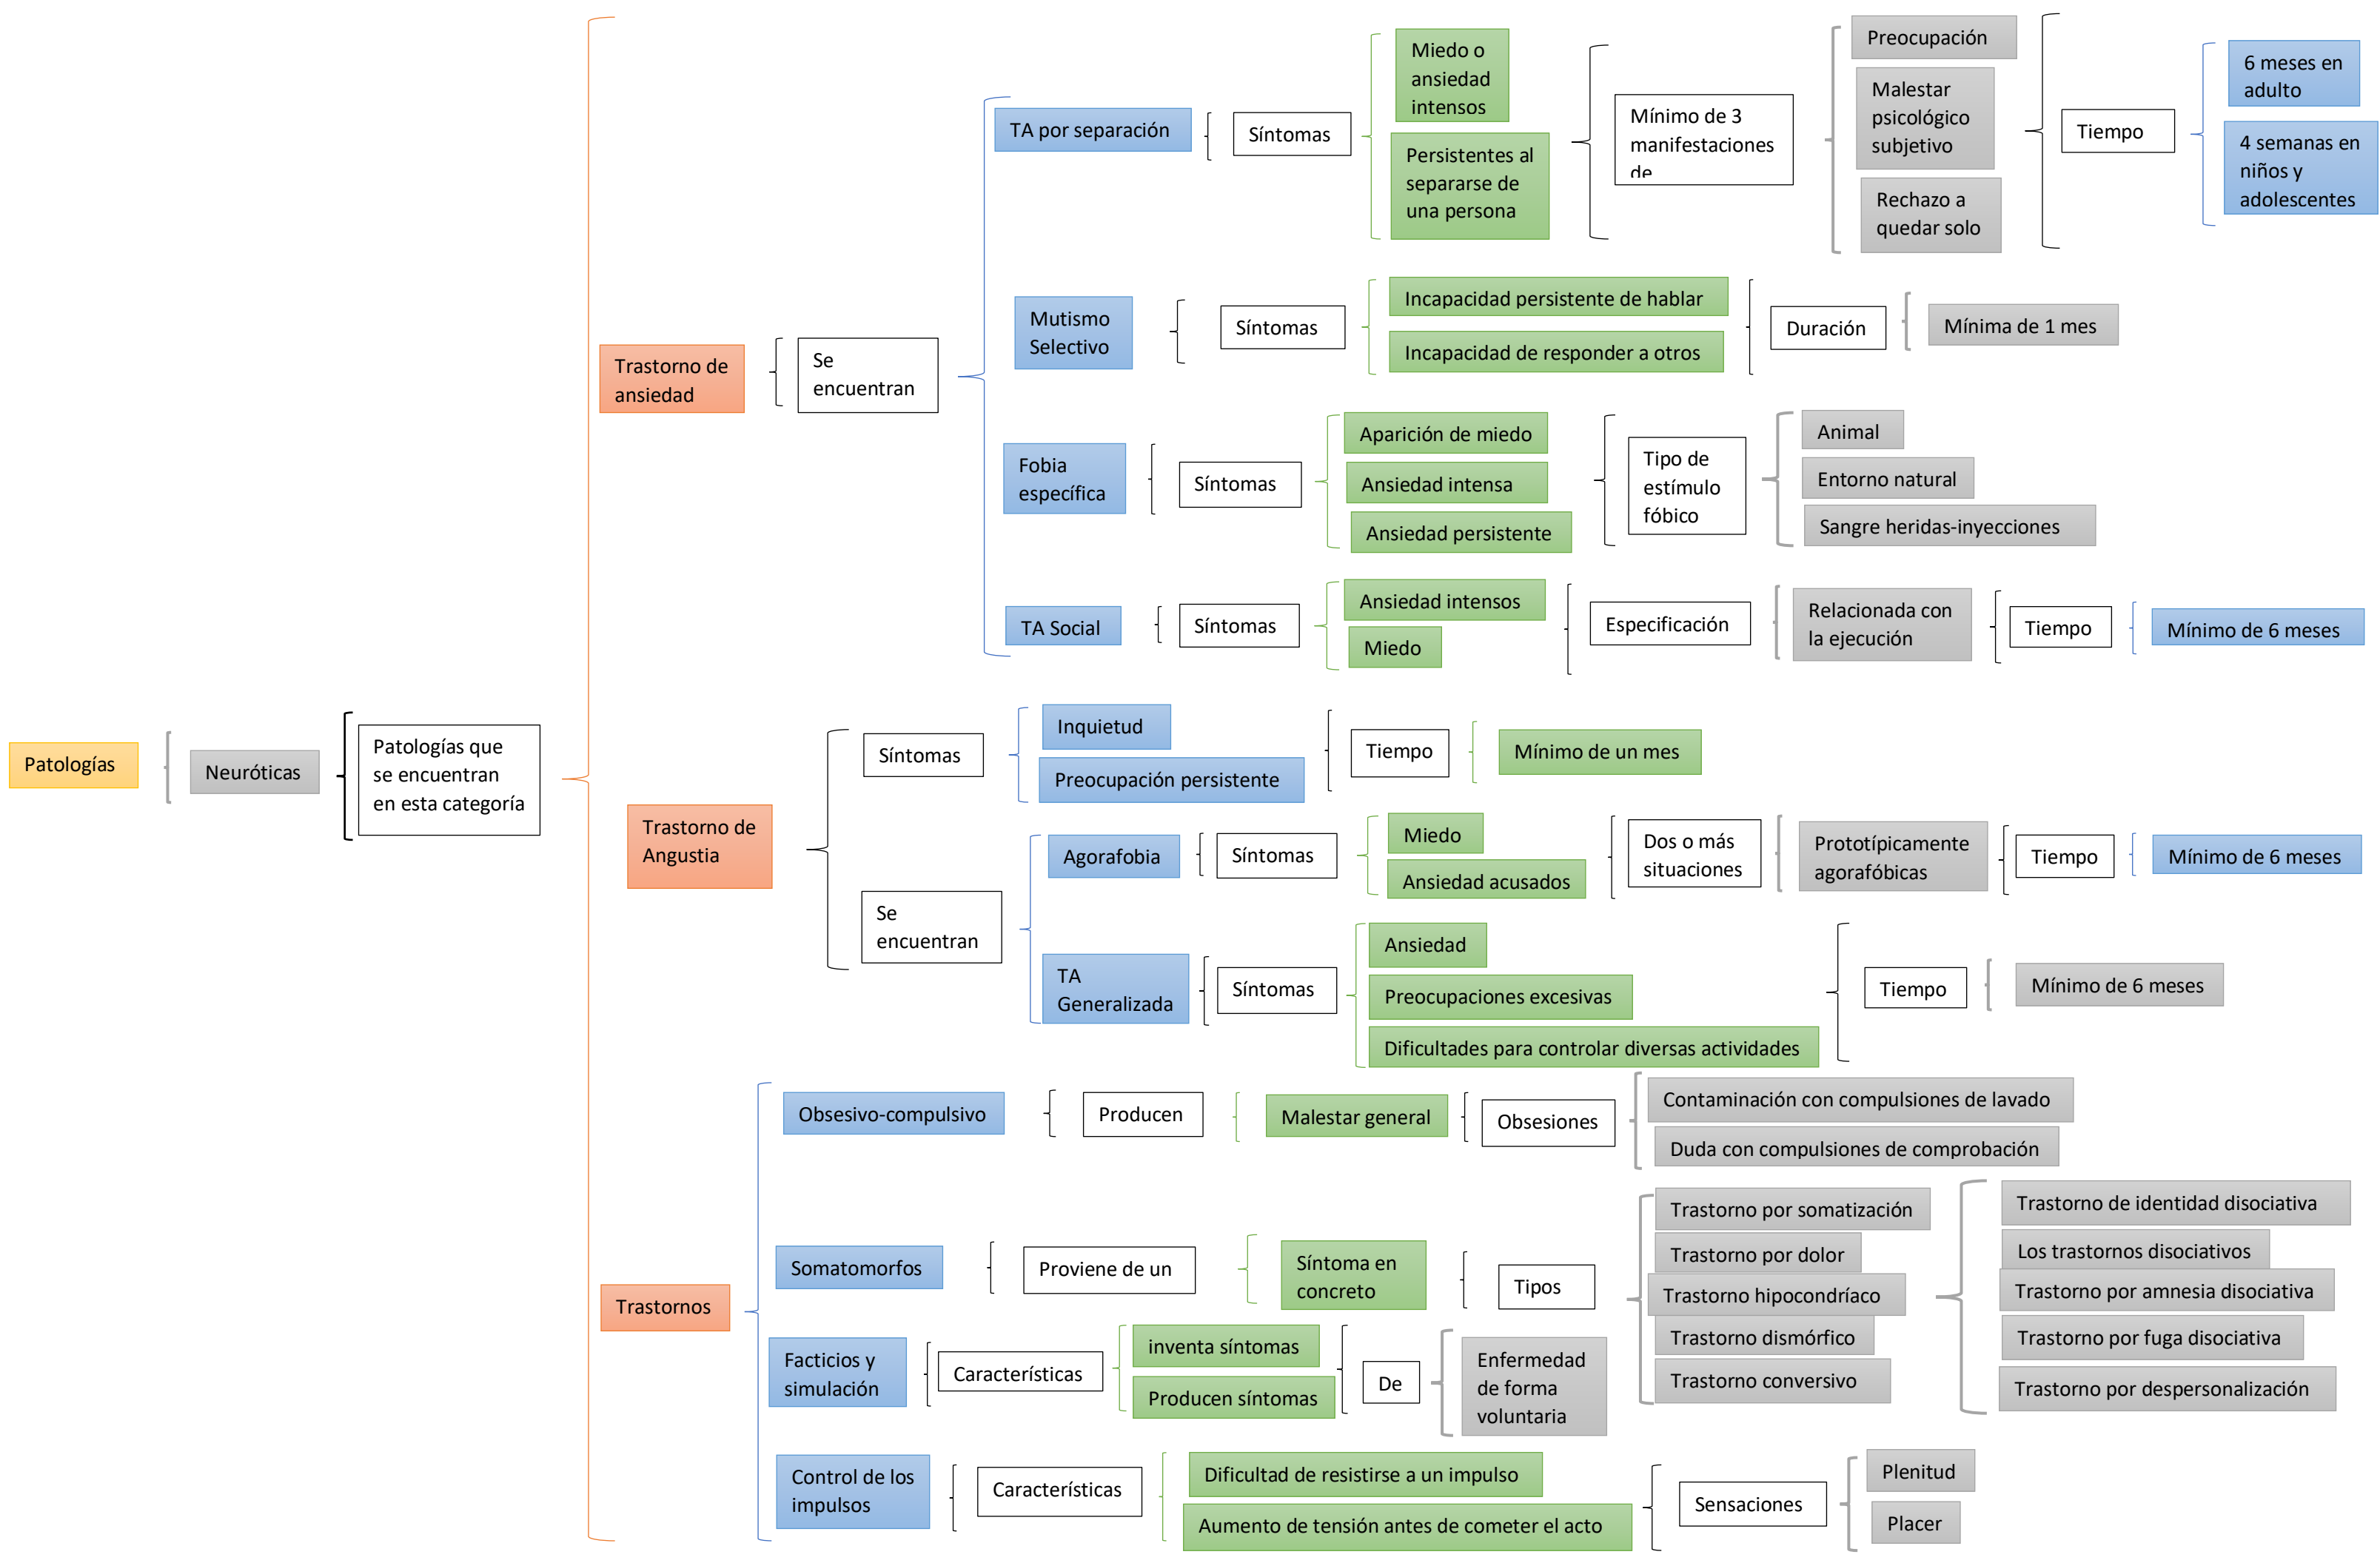 Patologías
Neuróticas
Patologías que
se encuentran
en esta categoría
Trastorno de
ansiedad
Se
encuentran
TA por separación
Síntomas
Miedo o
ansiedad
intensos
Persistentes al
separarse de
una persona
Mínimo de 3
manifestaciones
de
Preocupación
Malestar
psicológico
subjetivo
Rechazo a
quedar solo
Tiempo
6 meses en
adulto
4 semanas en
niños y
adolescentes
Mutismo
Selectivo
Síntomas
Incapacidad persistente de hablar
Incapacidad de responder a otros
Duración
Mínima de 1 mes
Fobia
específica
Síntomas
Aparición de miedo
Ansiedad intensa
Ansiedad persistente
Tipo de
estímulo
fóbico
Animal
Entorno natural
Sangre heridas-inyecciones
TA Social
Síntomas
Ansiedad intensos
Miedo
Especificación
Relacionada con
la ejecución
Tiempo
Mínimo de 6 meses
Trastorno de
Angustia
Síntomas
Inquietud
Preocupación persistente
Tiempo
Mínimo de un mes
Se
encuentran
Agorafobia
Síntomas
Miedo
Ansiedad acusados
Dos o más
situaciones
Prototípicamente
agorafóbicas
Tiempo
Mínimo de 6 meses
TA
Generalizada
Síntomas
Ansiedad
Preocupaciones excesivas
Dificultades para controlar diversas actividades
Tiempo
Mínimo de 6 meses
Trastornos
Obsesivo-compulsivo
Producen
Malestar general
Obsesiones
Contaminación con compulsiones de lavado
Duda con compulsiones de comprobación
Somatomorfos
Proviene de un
Síntoma en
concreto
Tipos
Trastorno por somatización
Trastorno por dolor
Trastorno hipocondríaco
Trastorno dismórfico
Trastorno conversivo
Trastorno de identidad disociativa
Los trastornos disociativos
Trastorno por amnesia disociativa
Trastorno por fuga disociativa
Trastorno por despersonalización
Facticios y
simulación
Característícas
inventa síntomas
Producen síntomas
De
Enfermedad
de forma
voluntaria
Control de los
impulsos
Característícas
Dificultad de resistirse a un impulso
Aumento de tensión antes de cometer el acto
Sensaciones
Plenitud
Placer